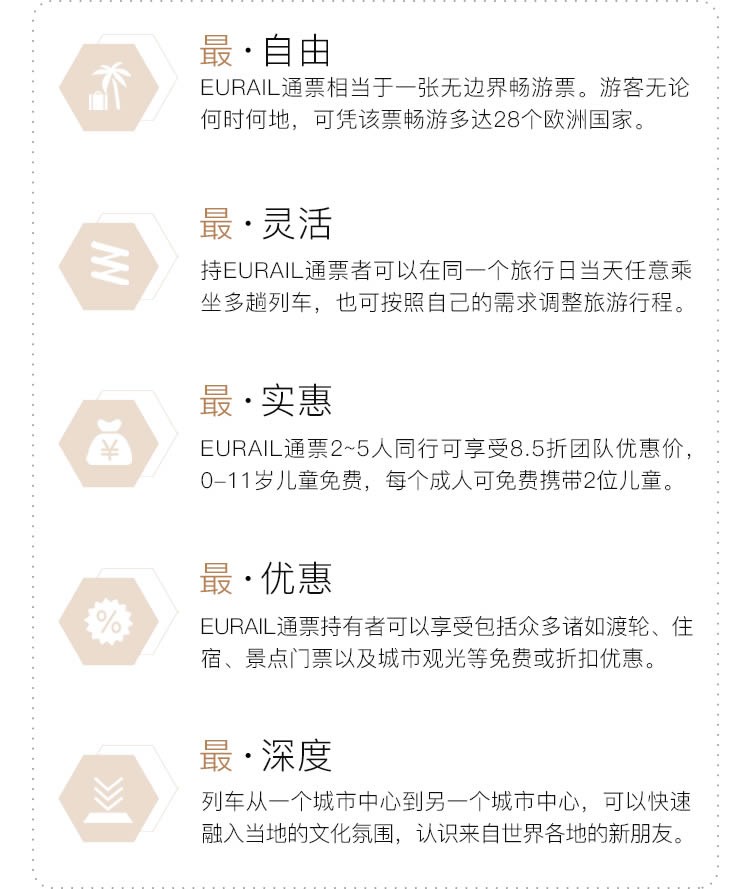 最·自由
EURAIL通票相当于一张无边界畅游票。游客无论
何时何地，可凭该票畅游多达28个欧洲国家。
最·灵活
持EURAIL通票者可以在同一个旅行日当天任意乘
坐多趟列车，也可按照自己的需求调整旅游行程。
最·实惠
¥
EURAIL通票2~5人同行可享受8.5折团队优惠价，
0-11岁儿童免费，每个成人可免费携带2位儿童。
最·优惠
%
EURAIL通票持有者可以享受包括众多诸如渡轮、住
宿、景点门票以及城市观光等免费或折扣优惠。
最·深度
列车从一个城市中心到另一个城市中心，可以快速
融入当地的文化氛围，认识来自世界各地的新朋友。